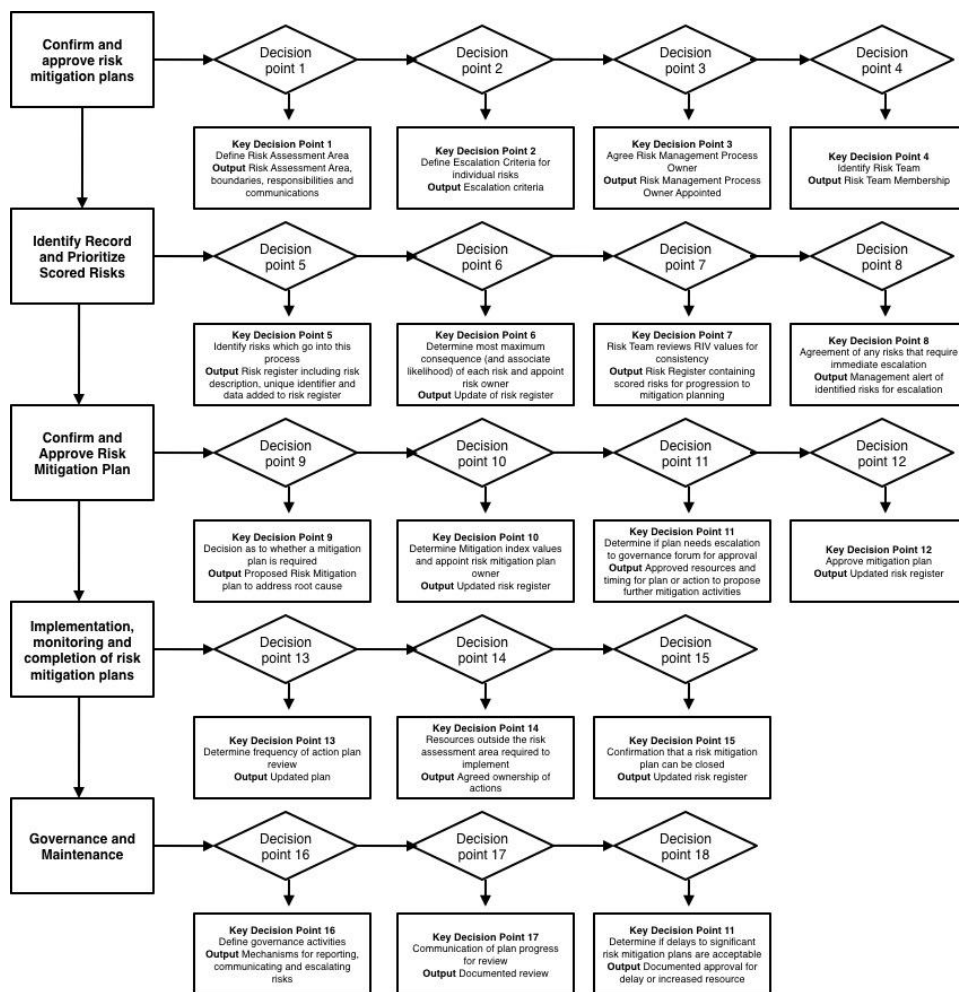 Confirm and
approve risk
mitigation plans
Decision
point 1
Decision
point 2
Decision
point 3
Decision
point 4
Key Decision Point 1
Define Risk Assessment Area
Output Risk Assessment Area,
boundaries, responsibilities and
communications
Key Decision Point 2
Define Escalation Criteria for
individual risks
Output Escalation criteria
Key Decision Point 3
Agree Risk Management Process
Owner
Output Risk Management Process
Owner Appointed
Key Decision Point 4
Identify Risk Team
Output Risk Team Membership
Identify Record
and Prioritize
Scored Risks
Decision
point 5
Decision
point 6
Decision
point 7
Decision
point 8
Key Decision Point 5
Identify risks which go into this
process
Output Risk register including risk
description, unique identifier and
data added to risk register
Key Decision Point 6
Determine most maximum
consequence (and associate
likelihood) of each risk and appoint
risk owner
Output Update of risk register
Key Decision Point 7
Risk Team reviews RIV values for
consistency
Output Risk Register containing
scored risks for progression to
mitigation planning
Key Decision Point 8
Agreement of any risks that require
immediate escalation
Output Management alert of
identified risks for escalation
Confirm and
Approve Risk
Mitigation Plan
Decision
point 9
Decision
point 10
Decision
point 11
Decision
point 12
Key Decision Point 9
Decision as to whether a mitigation
plan is required
Output Proposed Risk Mitigation
plan to address root cause
Key Decision Point 10
Determine Mitigation index values
and appoint risk mitigation plan
owner
Output Updated risk register
Key Decision Point 11
Determine if plan needs escalation
to governance forum for approval
Output Approved resources and
timing for plan or action to propose
further mitigation activities
Key Decision Point 12
Approve mitigation plan
Output Updated risk register
Implementation,
monitoring and
completion of risk
mitigation plans
Decision
point 13
Decision
point 14
Decision
point 15
Key Decision Point 13
Determine frequency of action plan
review
Output Updated plan
Key Decision Point 14
Resources outside the risk
assessment area required to
implement
Output Agreed ownership of
actions
Key Decision Point 15
Confirmation that a risk mitigation
plan can be closed
Output Updated risk register
Governance and
Maintenance
Decision
point 16
Decision
point 17
Decision
point 18
Key Decision Point 16
Define governance activities
Output Mechanisms for reporting,
communicating and escalating
risks
Key Decision Point 17
Communication of plan progress
for review
Output Documented review
Key Decision Point 11
Determine if delays to significant
risk mitigation plans are acceptable
Output Documented approval for
delay or increased resource